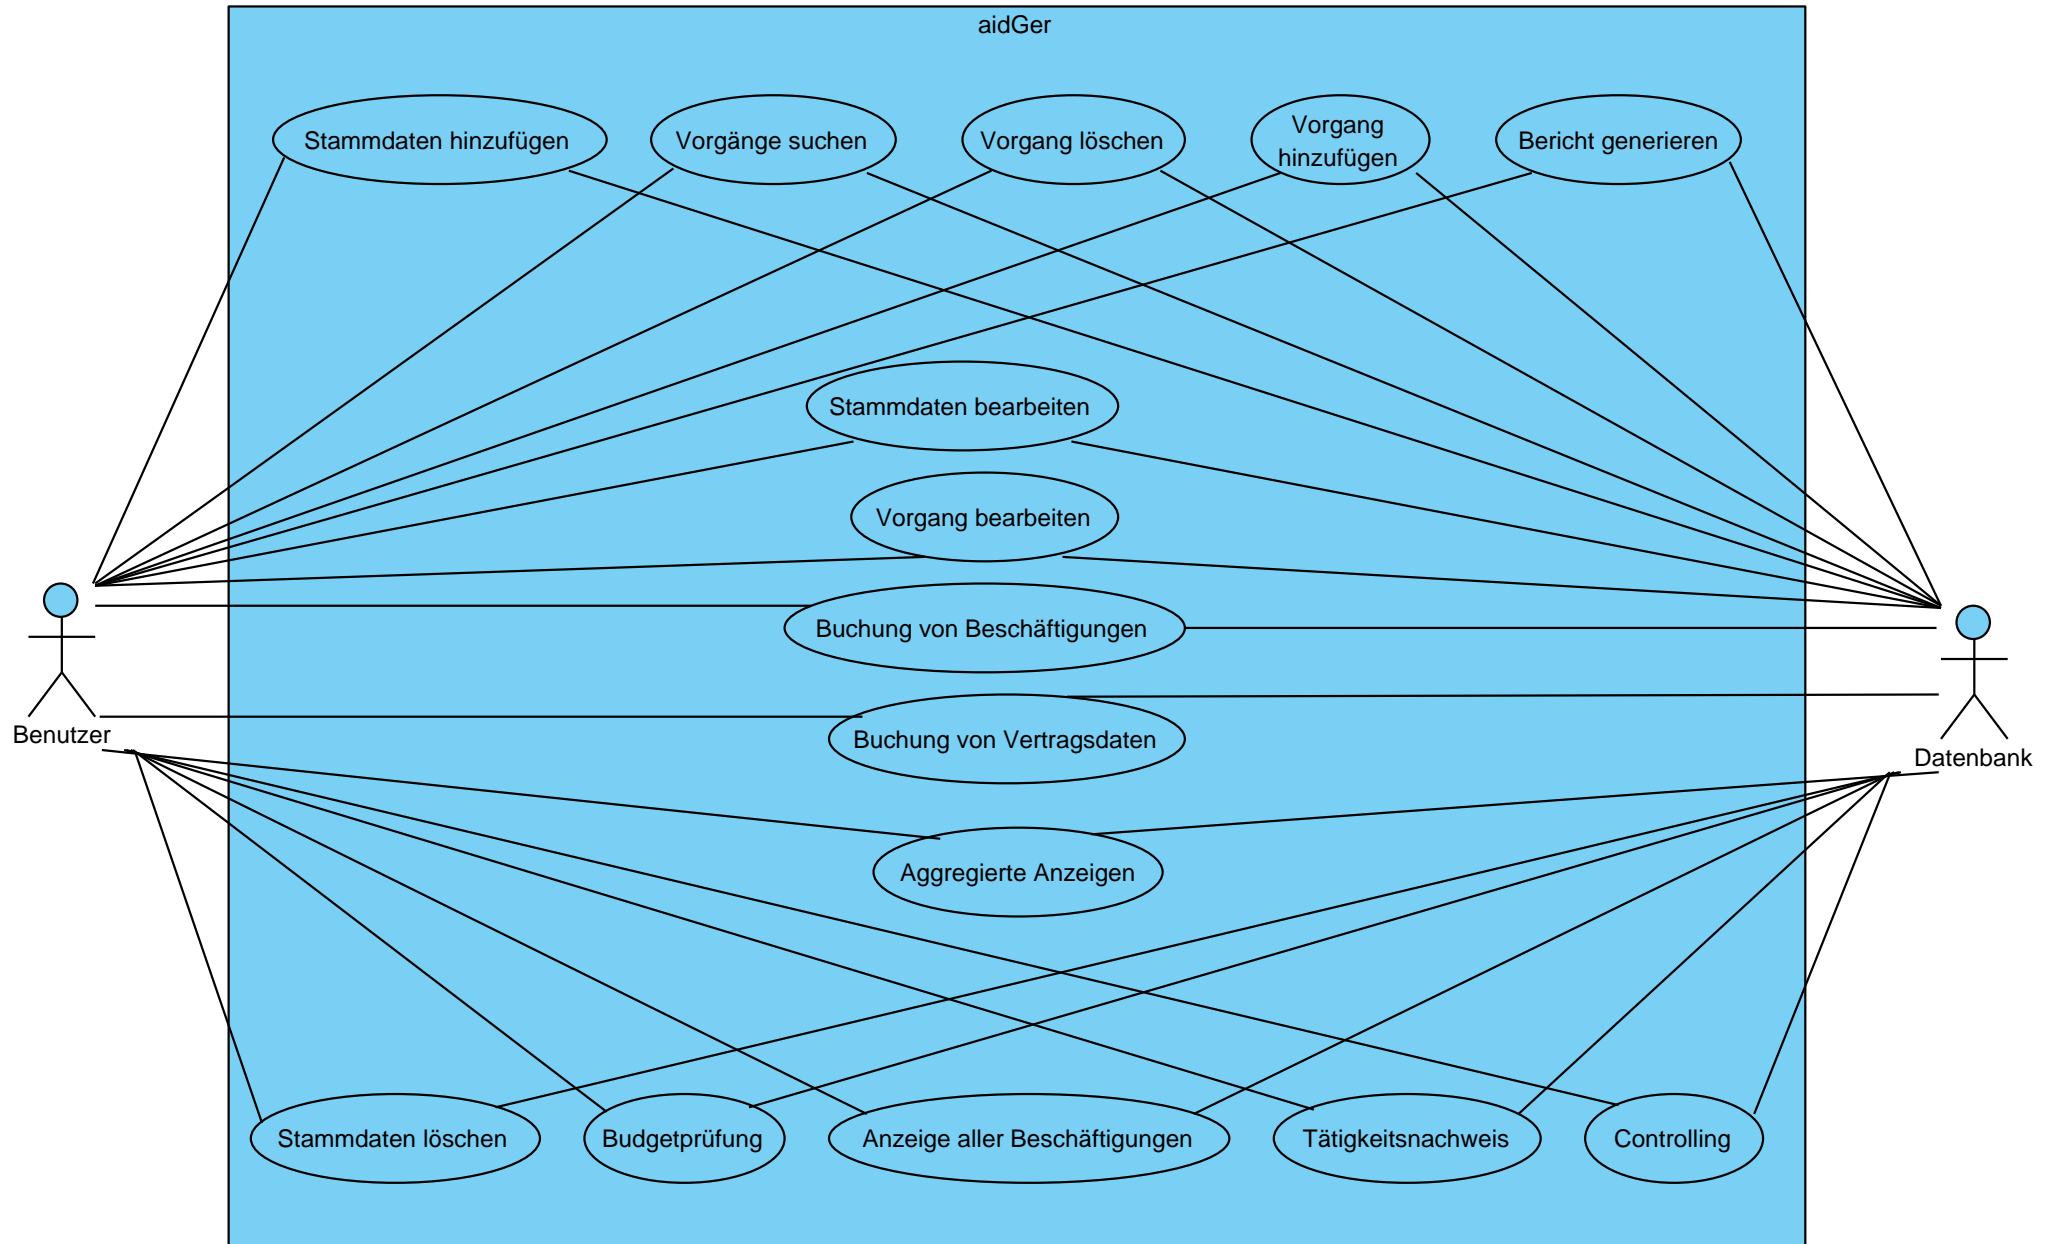 aidGer
Stammdaten hinzufügen
Vorgänge suchen
Vorgang löschen
Vorgang
hinzufügen
Bericht generieren
Stammdaten bearbeiten
Vorgang bearbeiten
Buchung von Beschäftigungen
Benutzer
Buchung von Vertragsdaten
Datenbank
Aggregierte Anzeigen
Stammdaten löschen
Budgetprüfung
Anzeige aller Beschäftigungen
Tätigkeitsnachweis
Controlling